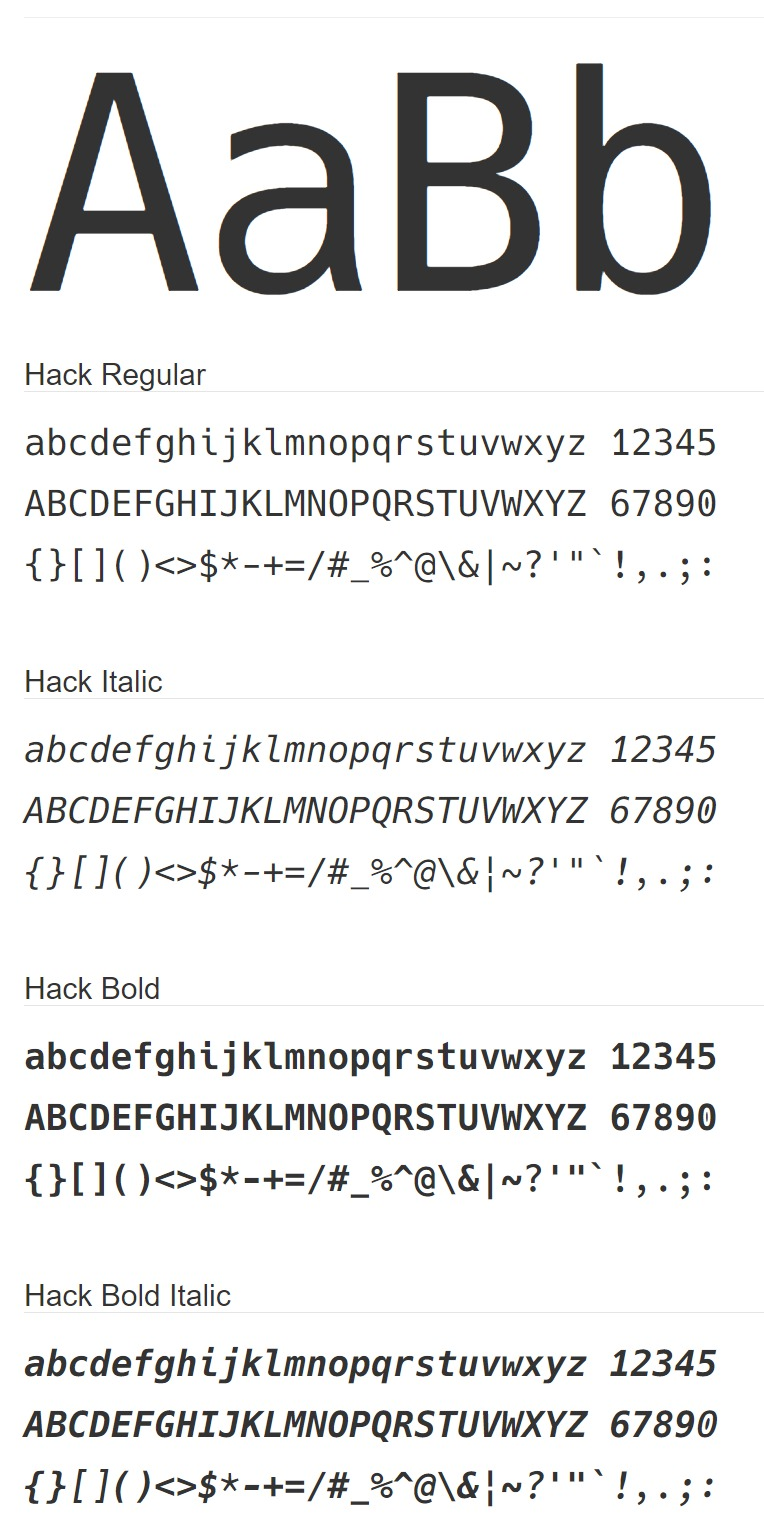 AaBb
Hack Regular
abcdefghijklmnopqrstuvwxyz 12345
ABCDEFGHIJKLMNOPQRSTUVWXYZ 67890
{}[]()<>$*-+=/#_%^@\&|~?'"`!,.;:
Hack Italic
abcdefghijklmnopqrstuvwxyz 12345
ABCDEFGHIJKLMNOPQRSTUVWXYZ 67890
{}[]()<>$*-+=/#_%^@\&¦~?'"`!,.;:
Hack Bold
abcdefghijklmnopqrstuvwxyz 12345
ABCDEFGHIJKLMNOPQRSTUVWXYZ 67890
{}[]()<>$*-+=/#_%^@\&|~?'"`!,.;:
Hack Bold Italic
abcdefghijklmnopqrstuvwxyz 12345
ABCDEFGHIJKLMNOPQRSTUVWXYZ 67890
{}[]()<>$*-+=/#_%^@\&¦~?'"`!,.;: